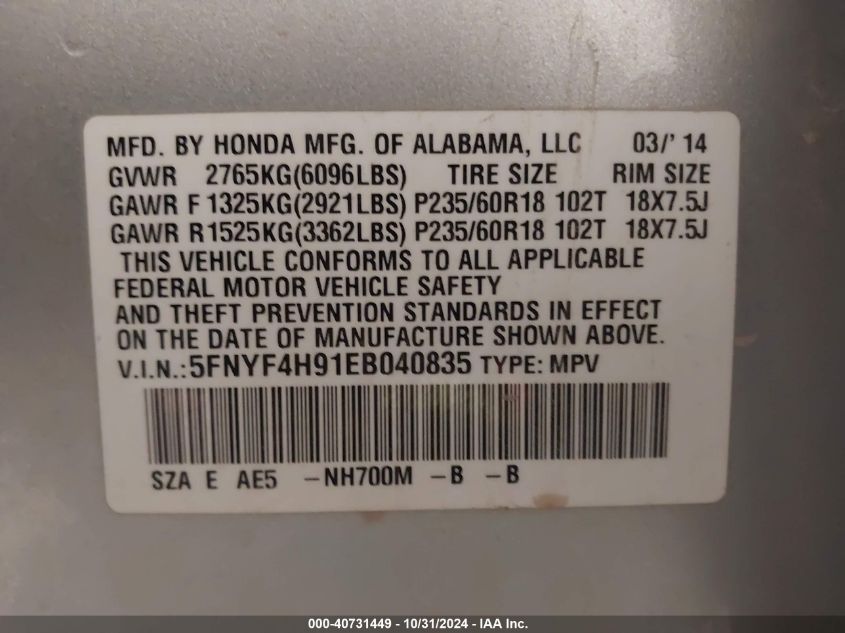 MFD. BY HONDA MFG. OF ALABAMA, LLC 03/' 14
GVWR 2765KG(6096LBS) TIRE SIZE RIM SIZE
GAWR F 1325KG(2921LBS) P235/60R18 102T 18X7.5J
GAWR R1525KG(3362LBS) P235/60R18 102T 18X7.5J
THIS VEHICLE CONFORMS TO ALL APPLICABLE
FEDERAL MOTOR VEHICLE SAFETY
AND THEFT PREVENTION STANDARDS IN EFFECT
ON THE DATE OF MANUFACTURE SHOWN ABOVE.
V.I.N.:5FNYF4H91EB040835 TYPE: MPV
SZA E AE5 -NH700M -B -B
000-40731449 - 10/31/2024 - IAA Inc.